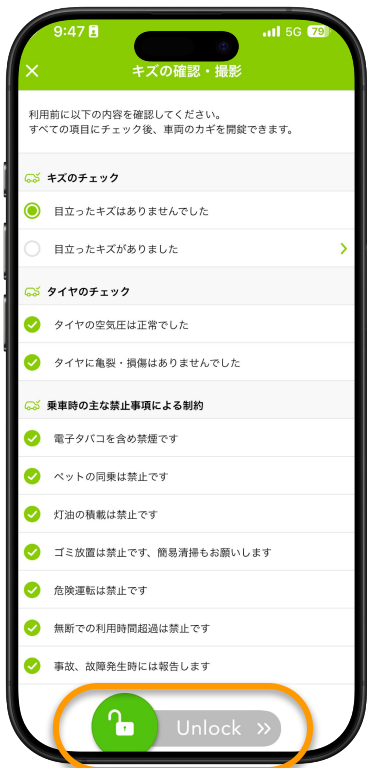 9:47
5G 79
キズの確認・撮影
利用前に以下の内容を確認してください。
すべての項目にチェック後、車両のカギを開錠できます。
キズのチェック
目立ったキズはありませんでした
目立ったキズがありました
タイヤのチェック
タイヤの空気圧は正常でした
タイヤに亀裂・損傷はありませんでした
乗車時の主な禁止事項による制約
電子タバコを含め禁煙です
ペットの同乗は禁止です
灯油の積載は禁止です
ゴミ放置は禁止です、簡易清掃もお願いします
危険運転は禁止です
無断での利用時間超過は禁止です
事故、故障発生時には報告します
Unlock »